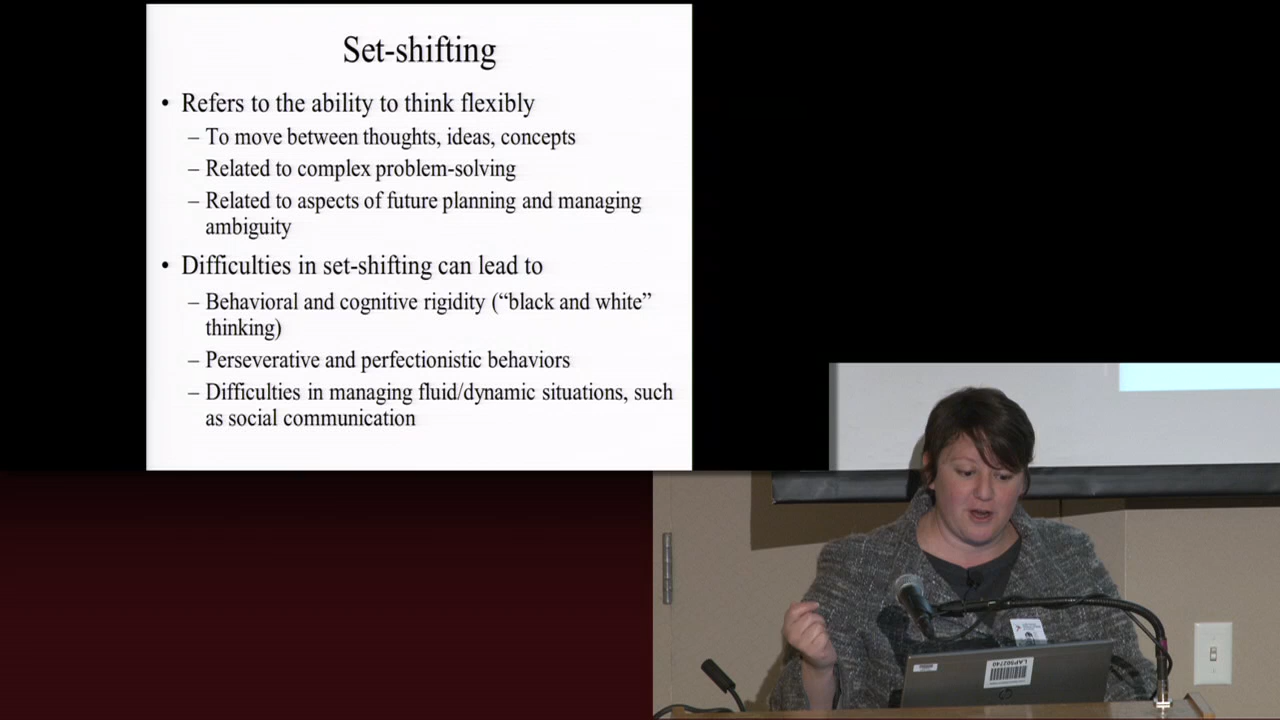 Set-shifting
• Refers to the ability to think flexibly
– To move between thoughts, ideas, concepts
– Related to complex problem-solving
– Related to aspects of future planning and managing
ambiguity
• Difficulties in set-shifting can lead to
– Behavioral and cognitive rigidity (“black and white”
thinking)
– Perseverative and perfectionistic behaviors
– Difficulties in managing fluid/dynamic situations, such
as social communication
LAP502740
hp